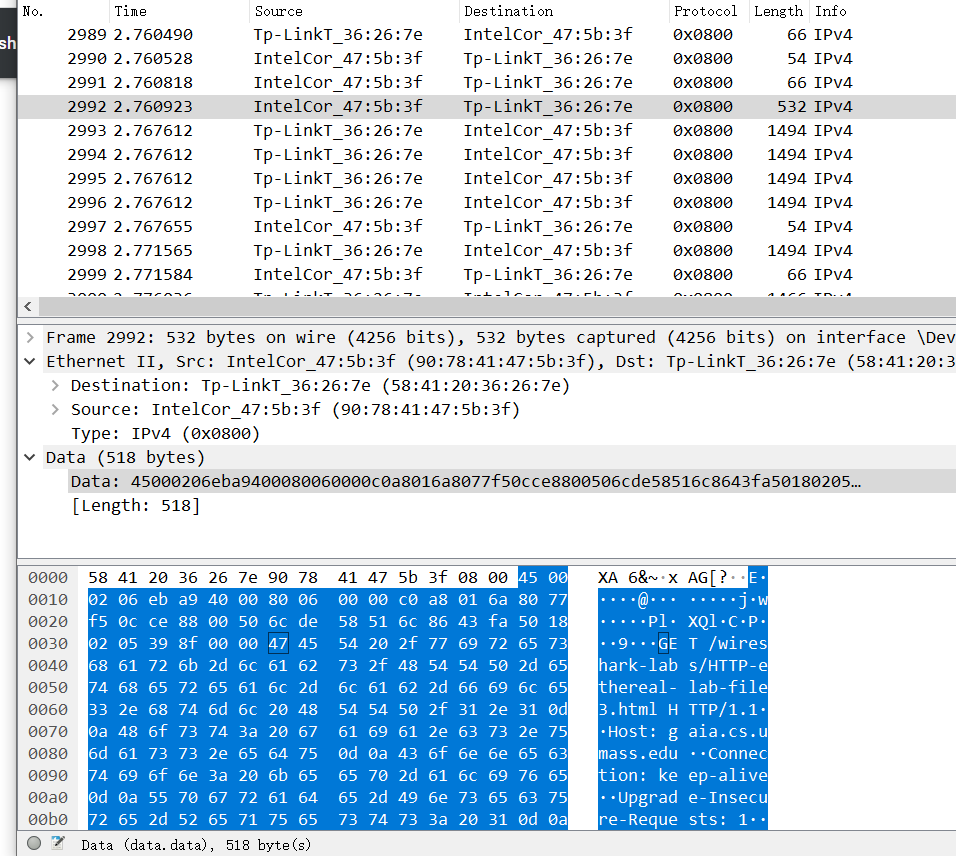 sh
No. Time Source Destination Protocol Length Info
2989 2.760490 Tp-LinkT_36:26:7e IntelCor_47:5b:3f 0x0800 66 IPv4
2990 2.760528 IntelCor_47:5b:3f Tp-LinkT_36:26:7e 0x0800 54 IPv4
2991 2.760818 IntelCor_47:5b:3f Tp-LinkT_36:26:7e 0x0800 66 IPv4
2992 2.760923 IntelCor_47:5b:3f Tp-LinkT_36:26:7e 0x0800 532 IPv4
2993 2.767612 Tp-LinkT_36:26:7e IntelCor_47:5b:3f 0x0800 1494 IPv4
2994 2.767612 Tp-LinkT_36:26:7e IntelCor_47:5b:3f 0x0800 1494 IPv4
2995 2.767612 Tp-LinkT_36:26:7e IntelCor_47:5b:3f 0x0800 1494 IPv4
2996 2.767612 Tp-LinkT_36:26:7e IntelCor_47:5b:3f 0x0800 1494 IPv4
2997 2.767655 IntelCor_47:5b:3f Tp-LinkT_36:26:7e 0x0800 54 IPv4
2998 2.771565 Tp-LinkT_36:26:7e IntelCor_47:5b:3f 0x0800 1494 IPv4
2999 2.771584 IntelCor_47:5b:3f Tp-LinkT_36:26:7e 0x0800 66 IPv4
Frame 2992: 532 bytes on wire (4256 bits), 532 bytes captured (4256 bits) on interface \Dev
Ethernet II, Src: IntelCor_47:5b:3f (90:78:41:47:5b:3f), Dst: Tp-LinkT_36:26:7e (58:41:20:3
Destination: Tp-LinkT_36:26:7e (58:41:20:36:26:7e)
Source: IntelCor_47:5b:3f (90:78:41:47:5b:3f)
Type: IPv4 (0x0800)
Data (518 bytes)
Data: 45000206eba9400080060000c0a8016a8077f50cce8800506cde58516c8643fa50180205…
[Length: 518]
0000 58 41 20 36 26 7e 90 78 41 47 5b 3f 08 00 45 00 XA 6&~·x AG[?··E·
0010 02 06 eb a9 40 00 80 06 00 00 c0 a8 01 6a 80 77 ····@··· ·····j·w
0020 f5 0c ce 88 00 50 6c de 58 51 6c 86 43 fa 50 18 ·····Pl· XQl·C·P·
0030 02 05 39 8f 00 00 47 45 54 20 2f 77 69 72 65 73 ··9···GE T /wires
0040 68 61 72 6b 2d 6c 61 62 73 2f 48 54 54 50 2d 65 hark-lab s/HTTP-e
0050 74 68 65 72 65 61 6c 2d 6c 61 62 2d 66 69 6c 65 thereal- lab-file
0060 33 2e 68 74 6d 6c 20 48 54 54 50 2f 31 2e 31 0d 3.html H TTP/1.1·
0070 0a 48 6f 73 74 3a 20 67 61 69 61 2e 63 73 2e 75 ·Host: g aia.cs.u
0080 6d 61 73 73 2e 65 64 75 0d 0a 43 6f 6e 6e 65 63 mass.edu ··Connec
0090 74 69 6f 6e 3a 20 6b 65 65 70 2d 61 6c 69 76 65 tion: ke ep-alive
00a0 0d 0a 55 70 67 72 61 64 65 2d 49 6e 73 65 63 75 ··Upgrad e-Insecu
00b0 72 65 2d 52 65 71 75 65 73 74 73 3a 20 31 0d 0a re-Reque sts: 1··
Data (data.data), 518 byte(s)